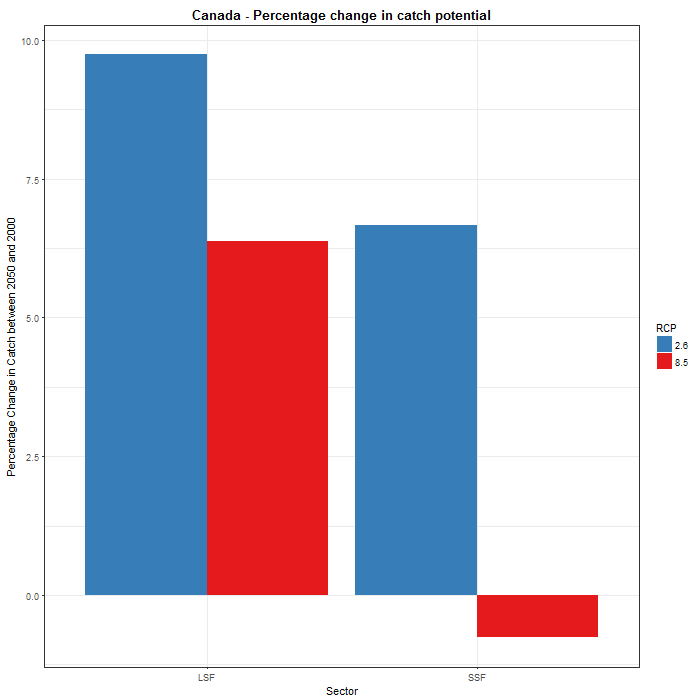 Canada - Percentage change in catch potential
Percentage Change in Catch between 2050 and 2000
10.0
7.5
5.0
2.5
0.0
LSF
SSF
Sector
RCP
2.6
8.5